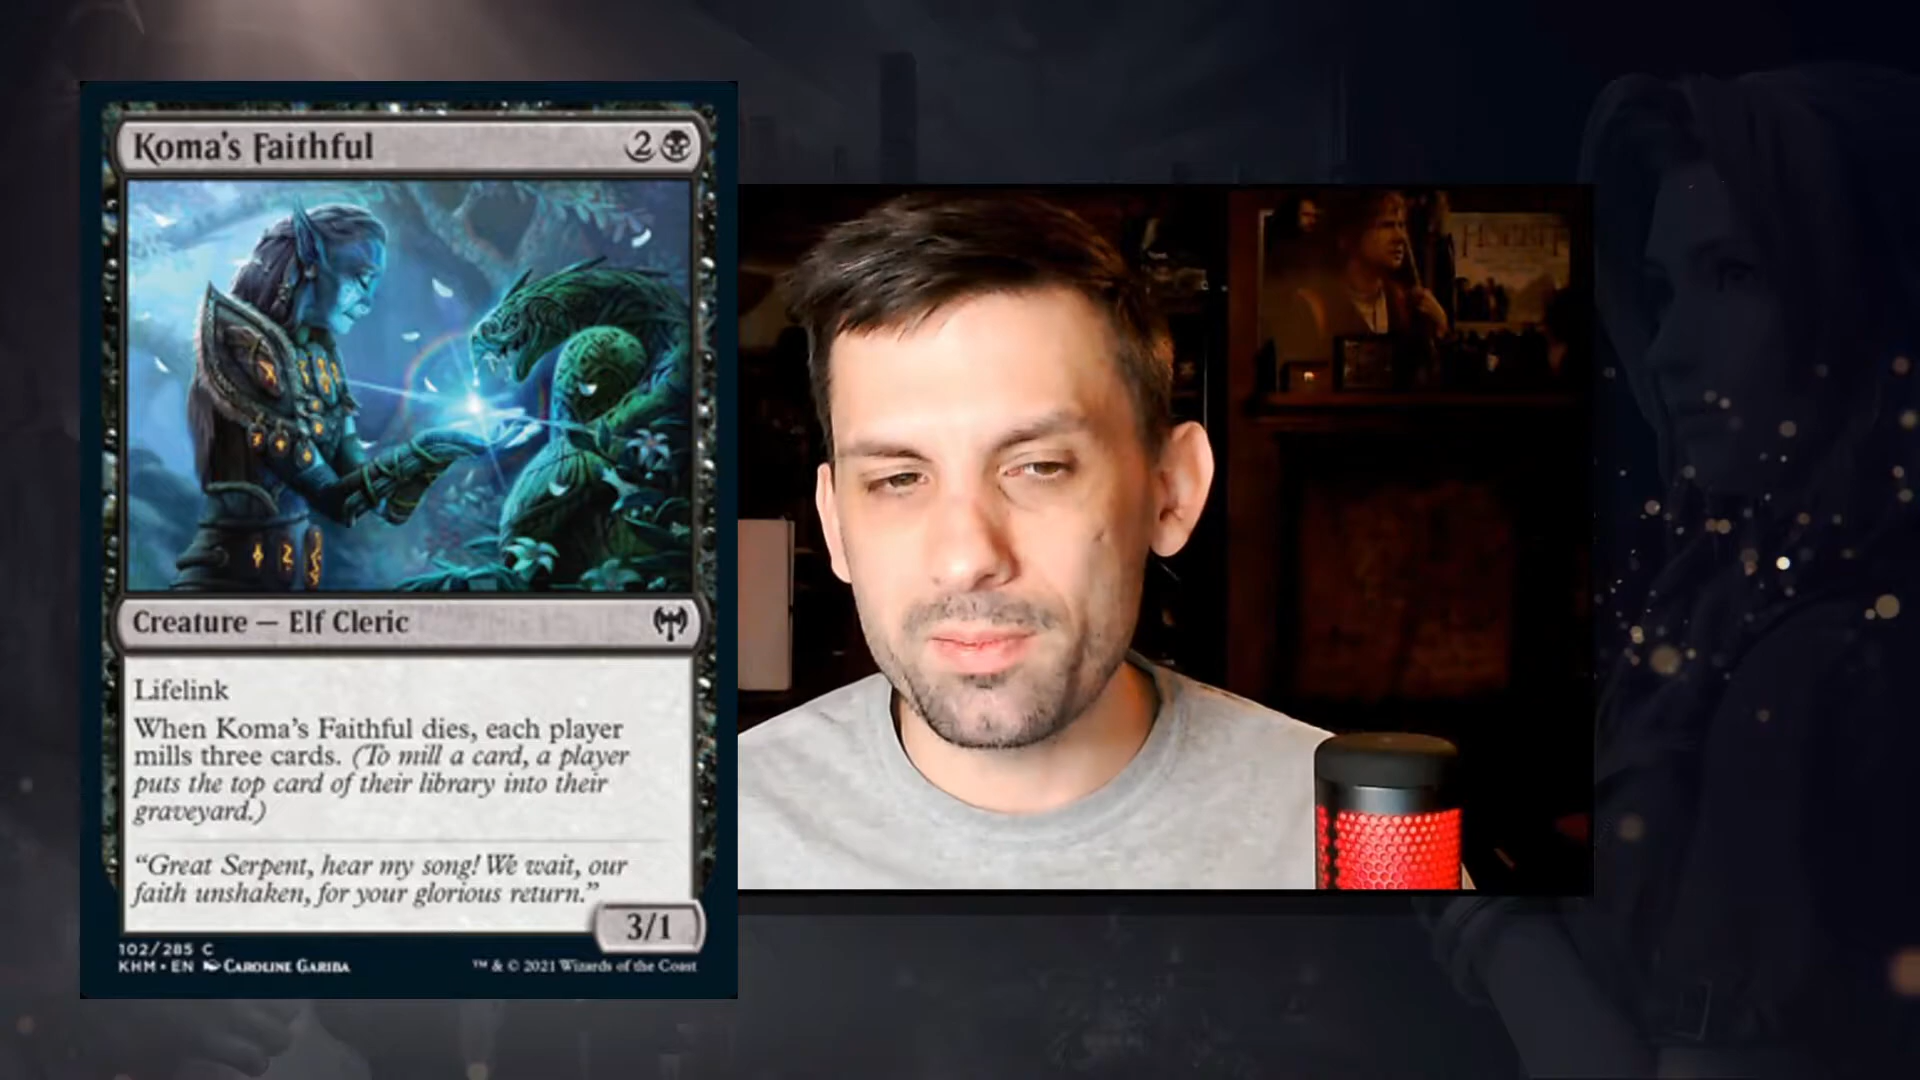 Koma's Faithful
2
Creature — Elf Cleric
Lifelink
When Koma's Faithful dies, each player
mills three cards. (To mill a card, a player
puts the top card of their library into their
graveyard.)
"Great Serpent, hear my song! We wait, our
faith unshaken, for your glorious return."
3/1
102/285 C
KHM • EN CAROLINE GARIBA
™ & © 2021 Wizards of the Coast